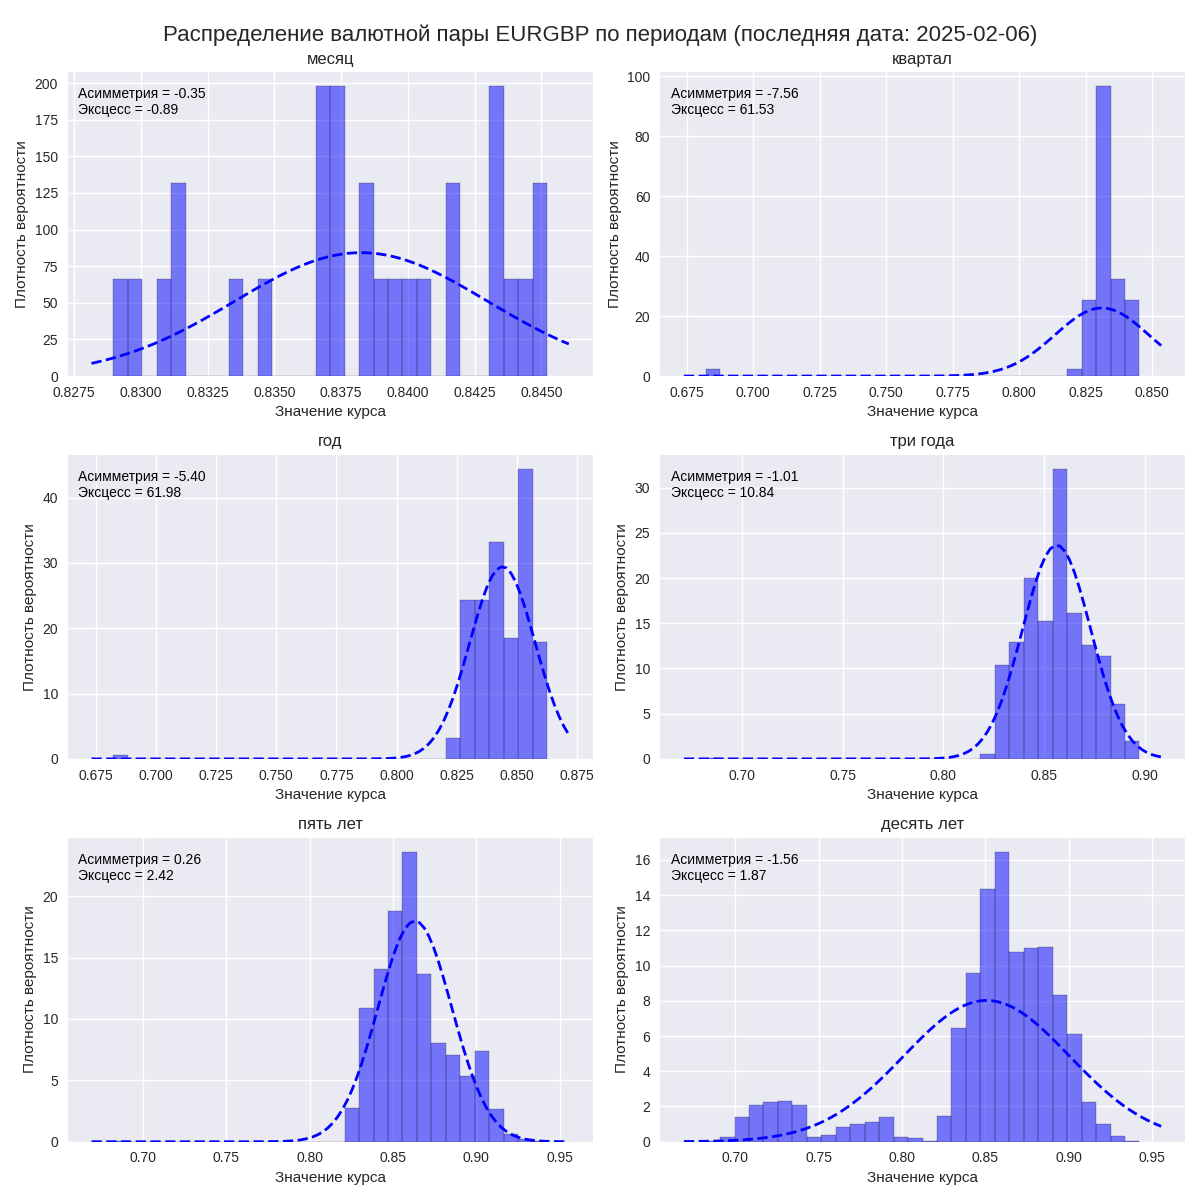 Распределение валютной пары EURGBP по периодам (последняя дата: 2025-02-06)
месяц
Асимметрия = -0.35
Эксцесс = -0.89
Плотность вероятности
200
175
150
125
100
75
50
25
0
0.8275 0.8300 0.8325 0.8350 0.8375 0.8400 0.8425 0.8450
Значение курса
квартал
Асимметрия = -7.56
Эксцесс = 61.53
Плотность вероятности
100
80
60
40
20
0
0.675 0.700 0.725 0.750 0.775 0.800 0.825 0.850
Значение курса
год
Асимметрия = -5.40
Эксцесс = 61.98
Плотность вероятности
40
30
20
10
0
0.675 0.700 0.725 0.750 0.775 0.800 0.825 0.850 0.875
Значение курса
три года
Асимметрия = -1.01
Эксцесс = 10.84
Плотность вероятности
30
25
20
15
10
5
0
0.70 0.75 0.80 0.85 0.90
Значение курса
пять лет
Асимметрия = 0.26
Эксцесс = 2.42
Плотность вероятности
20
15
10
5
0
0.70 0.75 0.80 0.85 0.90 0.95
Значение курса
десять лет
Асимметрия = -1.56
Эксцесс = 1.87
Плотность вероятности
16
14
12
10
8
6
4
2
0
0.70 0.75 0.80 0.85 0.90 0.95
Значение курса